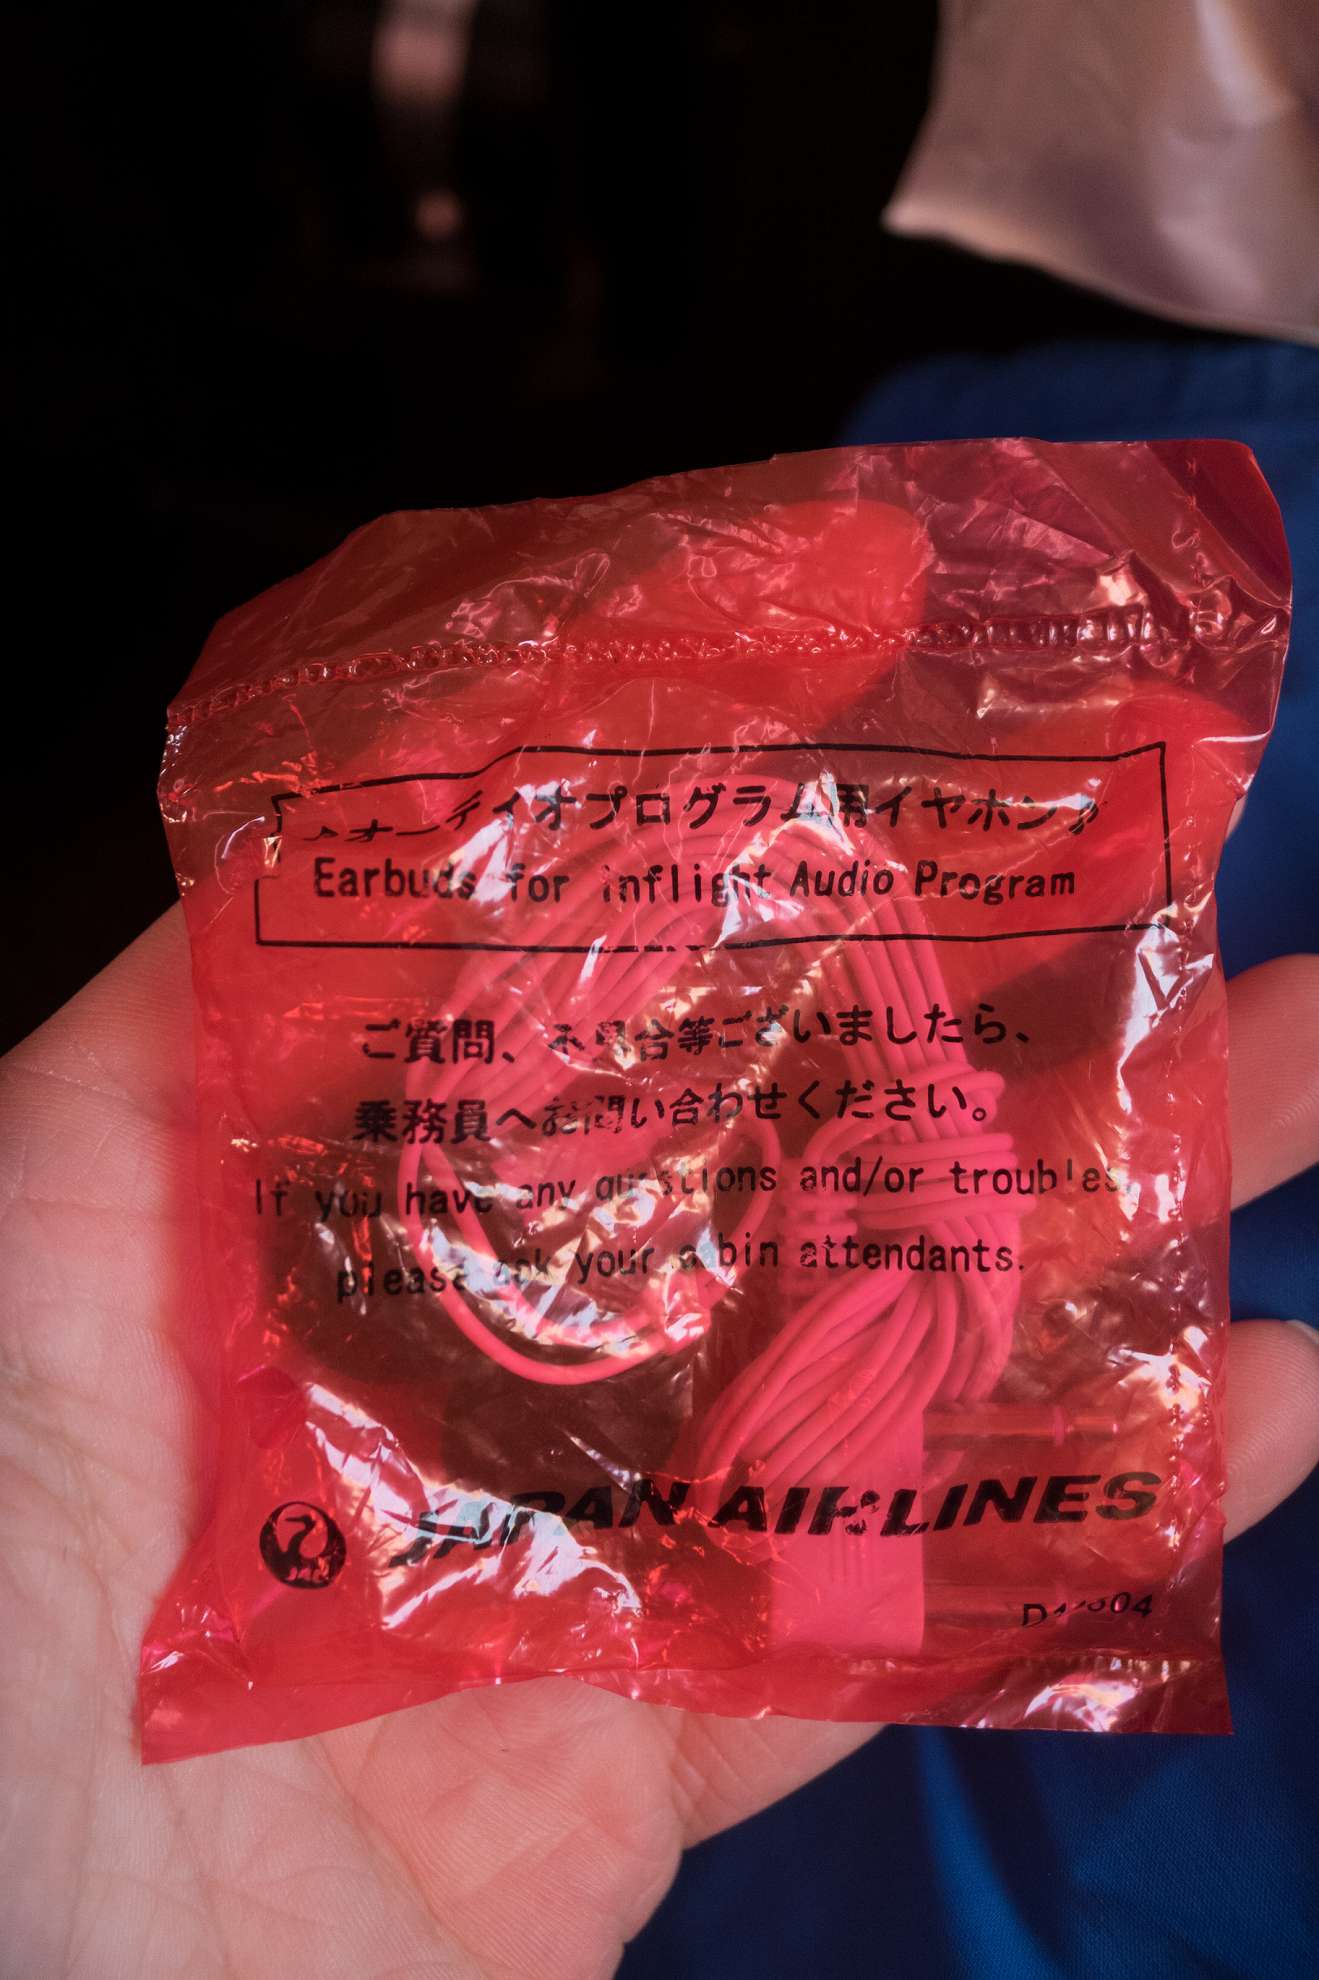 オーディオプログラム用イヤホン♪
Earbuds for inflight Audio Program
ご質問、不具合等ございましたら、
乗務員へお問い合わせください。
If you have any questions and/or troubles,
please ask your cabin attendants.
JAPAN AIRLINES